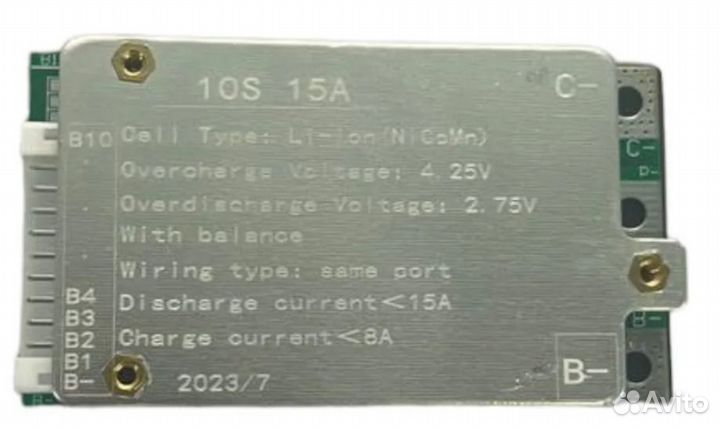 B1
10S 15A
C-
B10 Cell Type: Li-ion(NiCoMn)
C-
Overcharge Voltage: 4.25V
P-
Overdischarge Voltage: 2.75V
With balance
Wiring type: same port
B4 Discharge current<15A
B3
B-
B2 Charge current<8A
B1
B-
2023/7
B-
Avito